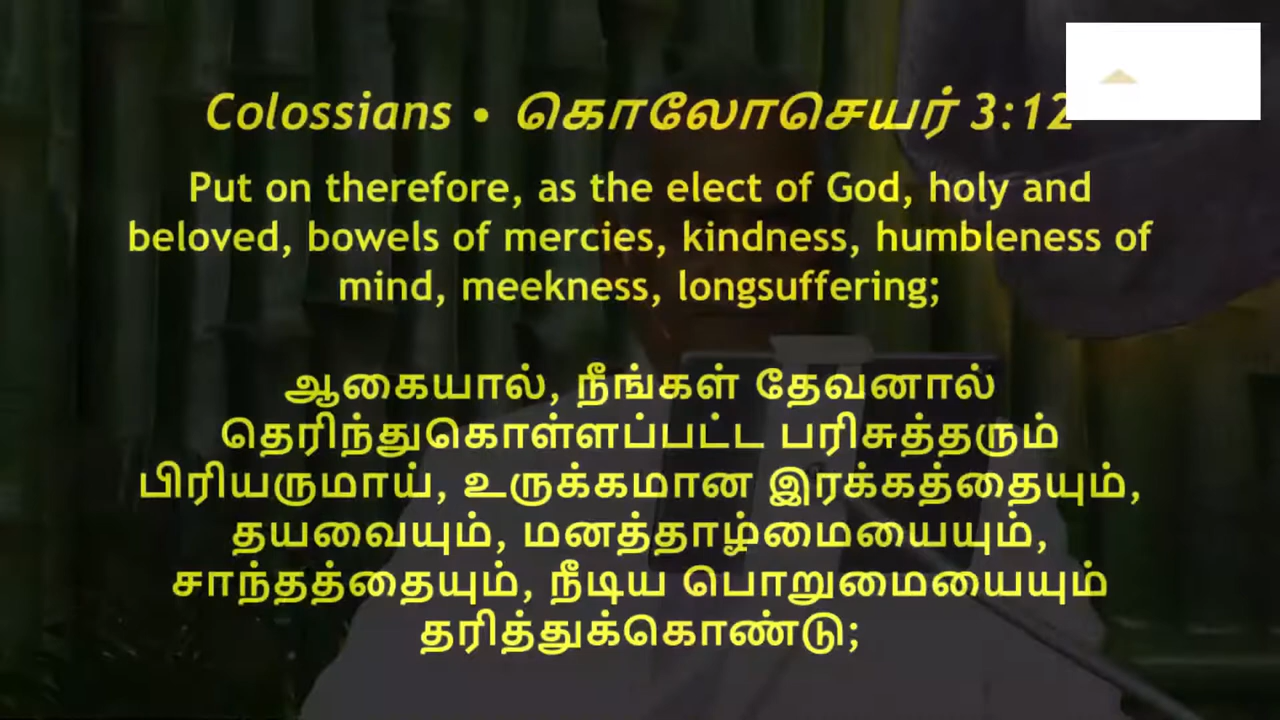 Colossians • கொலோசெயர் 3:12
Put on therefore, as the elect of God, holy and
beloved, bowels of mercies, kindness, humbleness of
mind, meekness, longsuffering;
ஆகையால், நீங்கள் தேவனால்
தெரிந்துகொள்ளப்பட்ட பரிசுத்தரும்
பிரியருமாய், உருக்கமான இரக்கத்தையும்,
தயவையும், மனத்தாழ்மையையும்,
சாந்தத்தையும், நீடிய பொறுமையையும்
தரித்துக்கொண்டு;